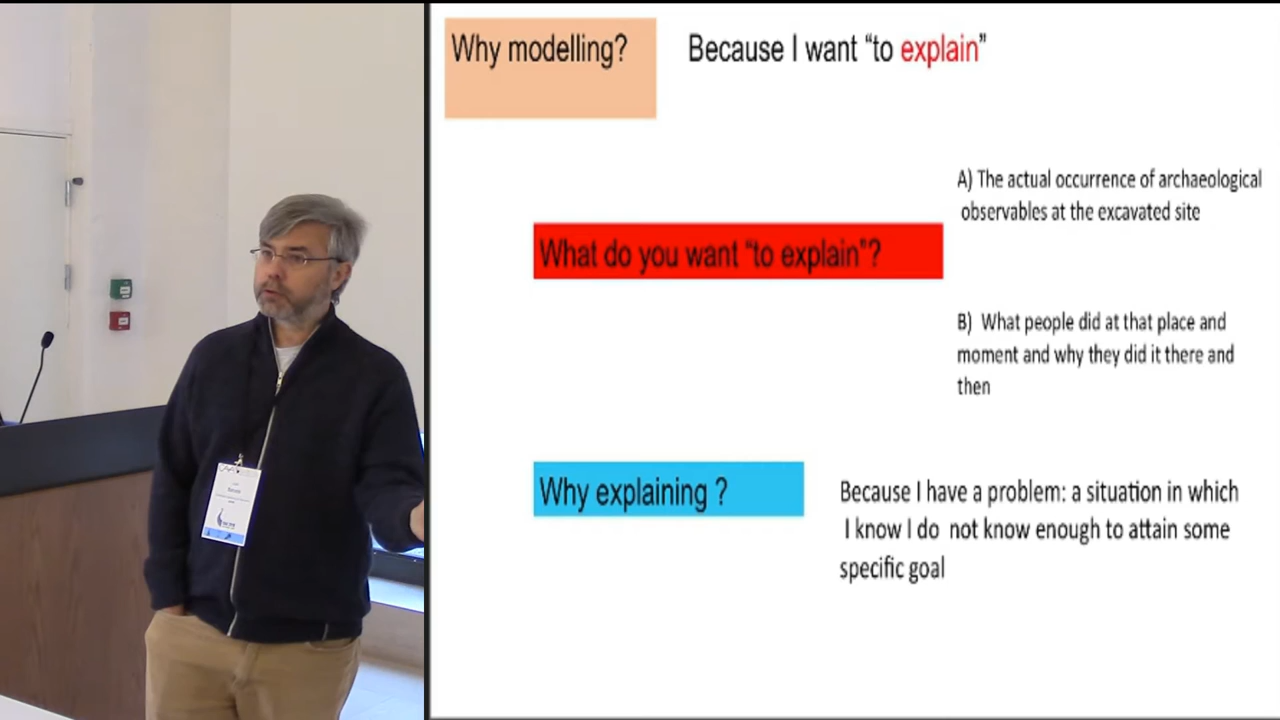 Why modelling?
Because I want “to explain”
A) The actual occurrence of archaeological
observables at the excavated site
What do you want “to explain”?
B) What people did at that place and
moment and why they did it there and
then
Why explaining ?
Because I have a problem: a situation in which
I know I do not know enough to attain some
specific goal